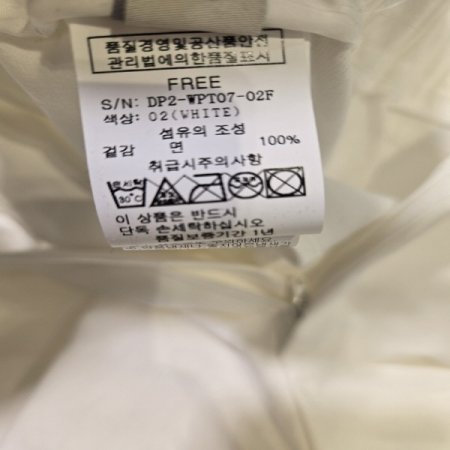 품질경영및공산품안전
관리법에의한품질표시
FREE
S/N: DP2-WPT07-02F
색상: 02(WHITE)
섬유의 조성
겉감 면 100%
취급시주의사항
30°C
이 상품은 반드시
단독 손세탁하십시오
품질보증기간 1년